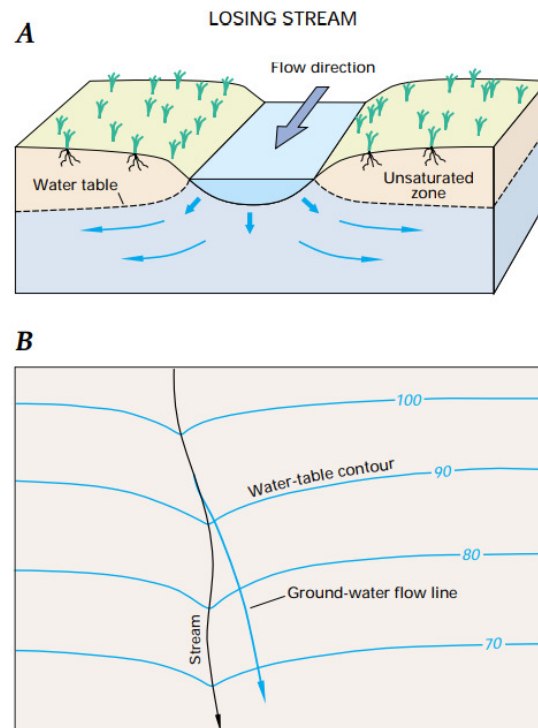 LOSING STREAM
A
Flow direction
Water table
Unsaturated
zone
B
100
Water-table contour
90
80
Ground-water flow line
Stream
70